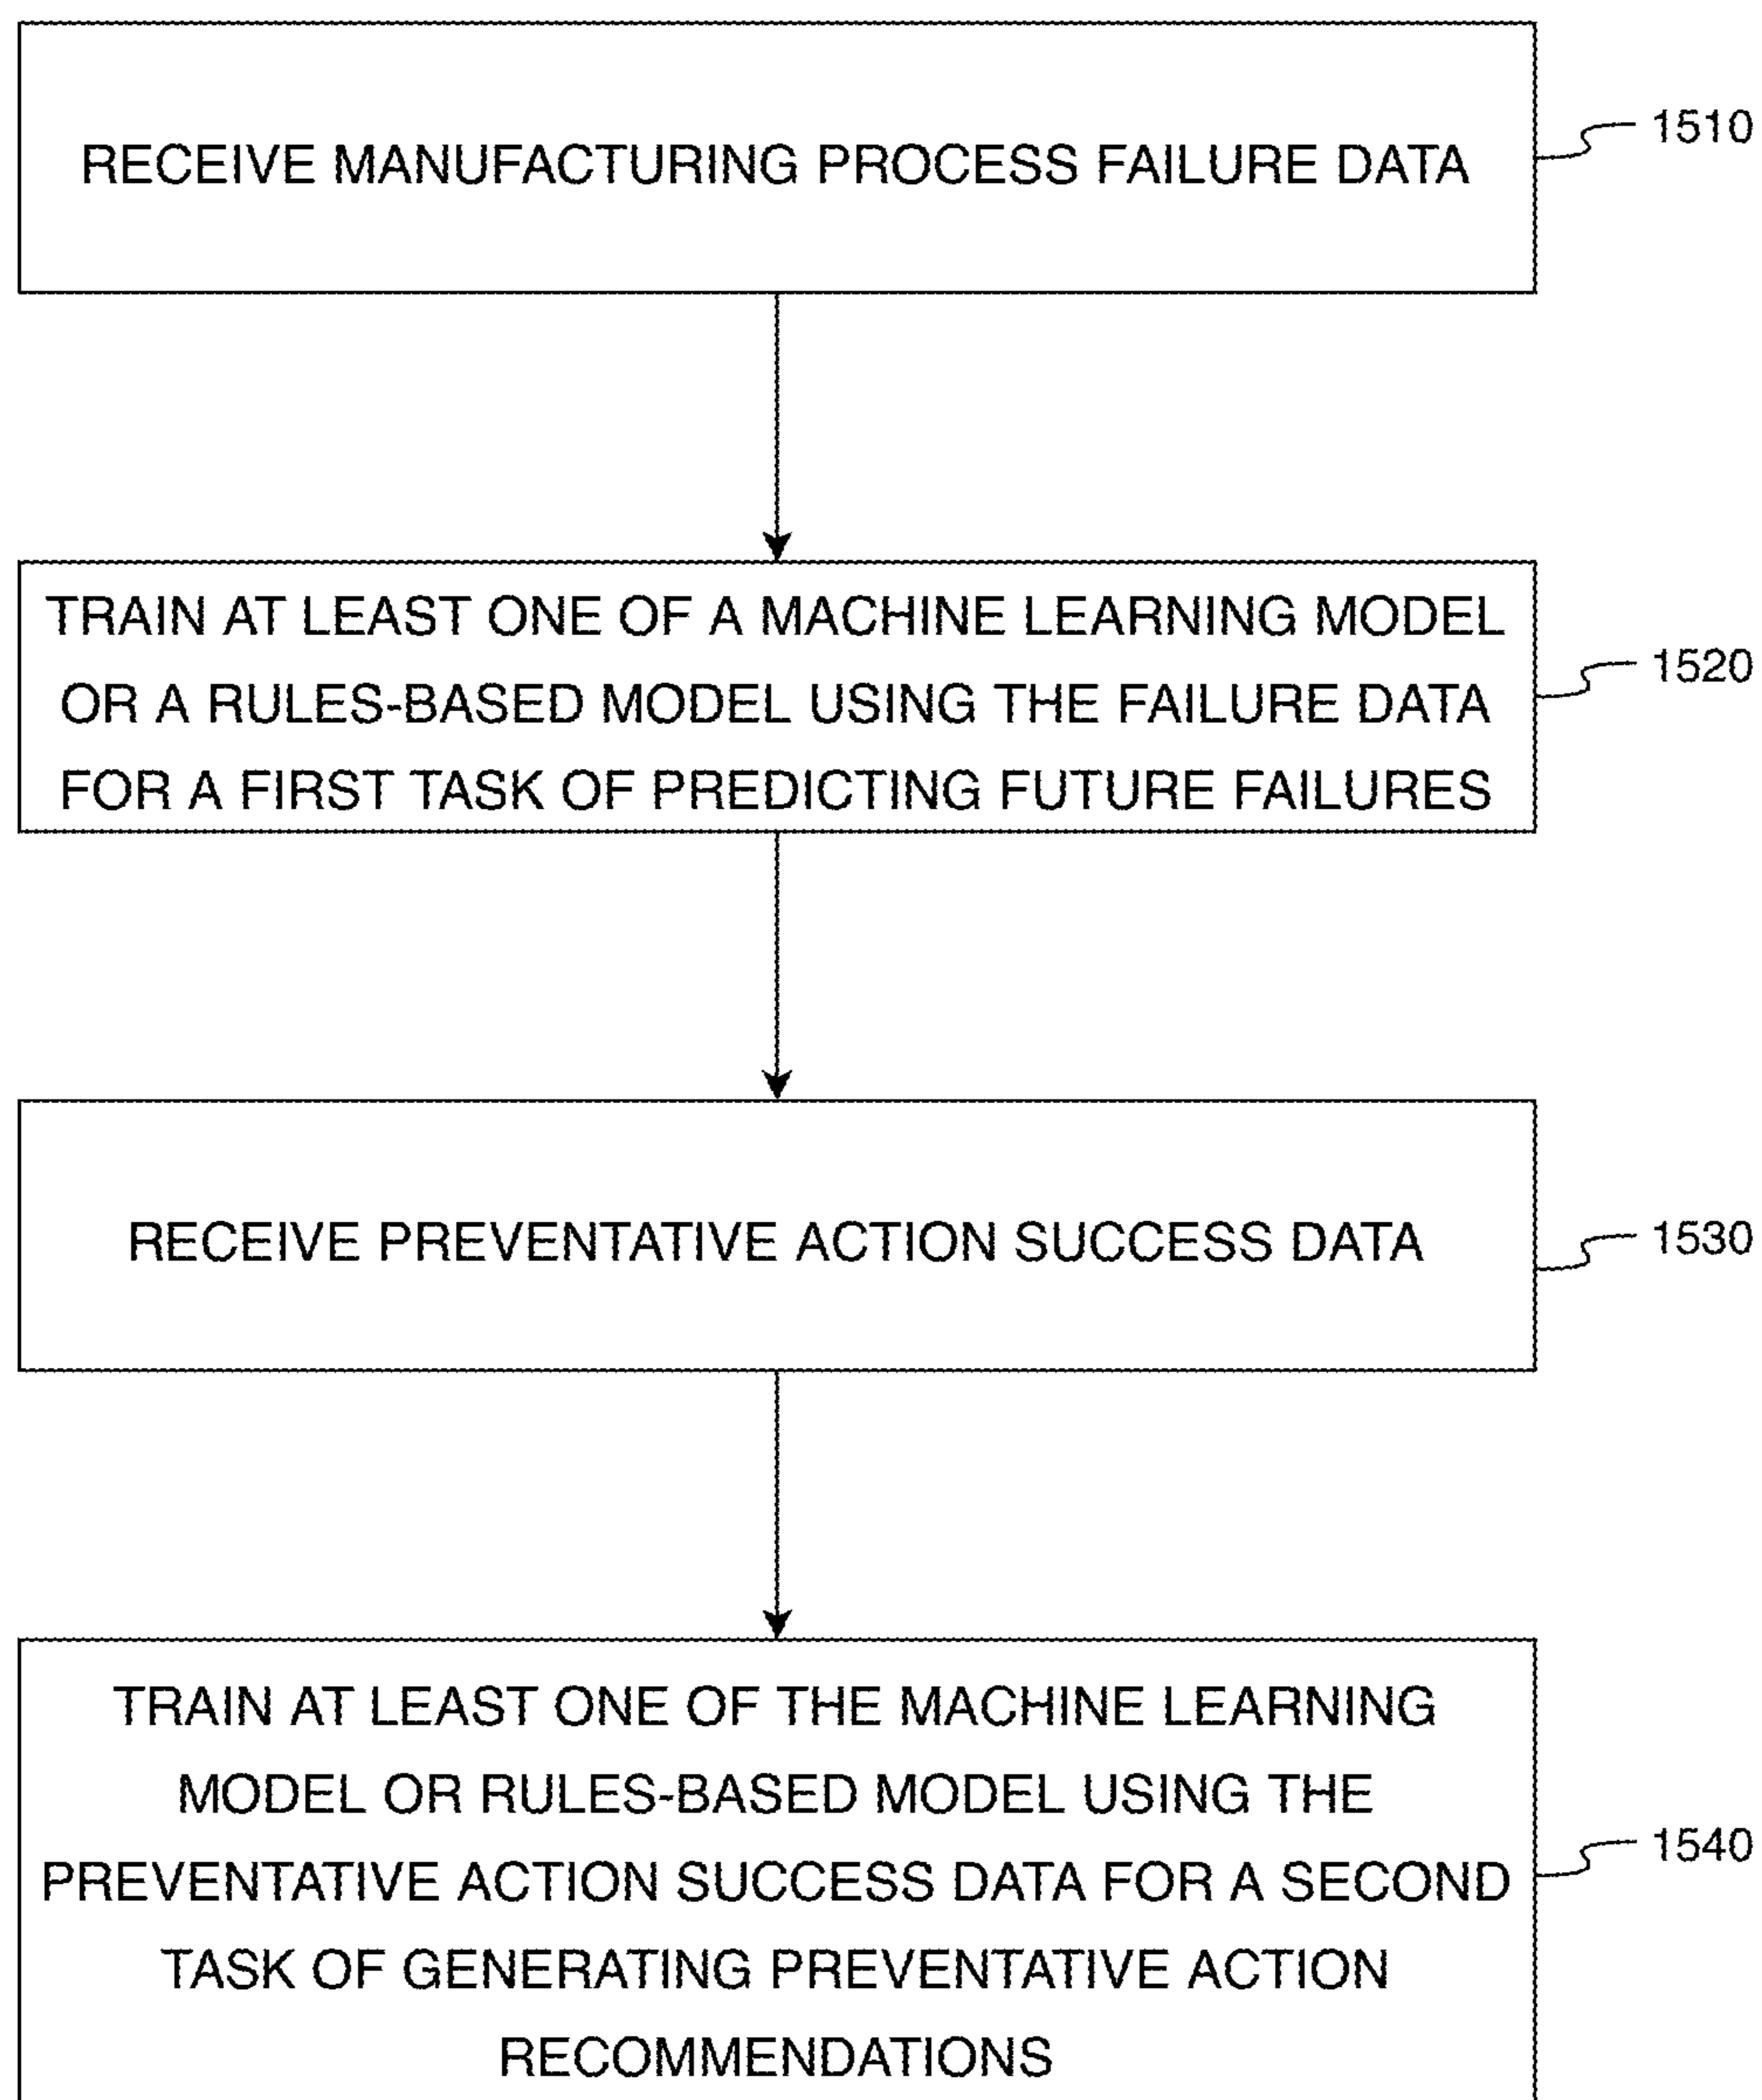 RECEIVE MANUFACTURING PROCESS FAILURE DATA
1510
TRAIN AT LEAST ONE OF A MACHINE LEARNING MODEL
OR A RULES-BASED MODEL USING THE FAILURE DATA
FOR A FIRST TASK OF PREDICTING FUTURE FAILURES
1520
RECEIVE PREVENTATIVE ACTION SUCCESS DATA
1530
TRAIN AT LEAST ONE OF THE MACHINE LEARNING
MODEL OR RULES-BASED MODEL USING THE
PREVENTATIVE ACTION SUCCESS DATA FOR A SECOND
TASK OF GENERATING PREVENTATIVE ACTION
RECOMMENDATIONS
1540